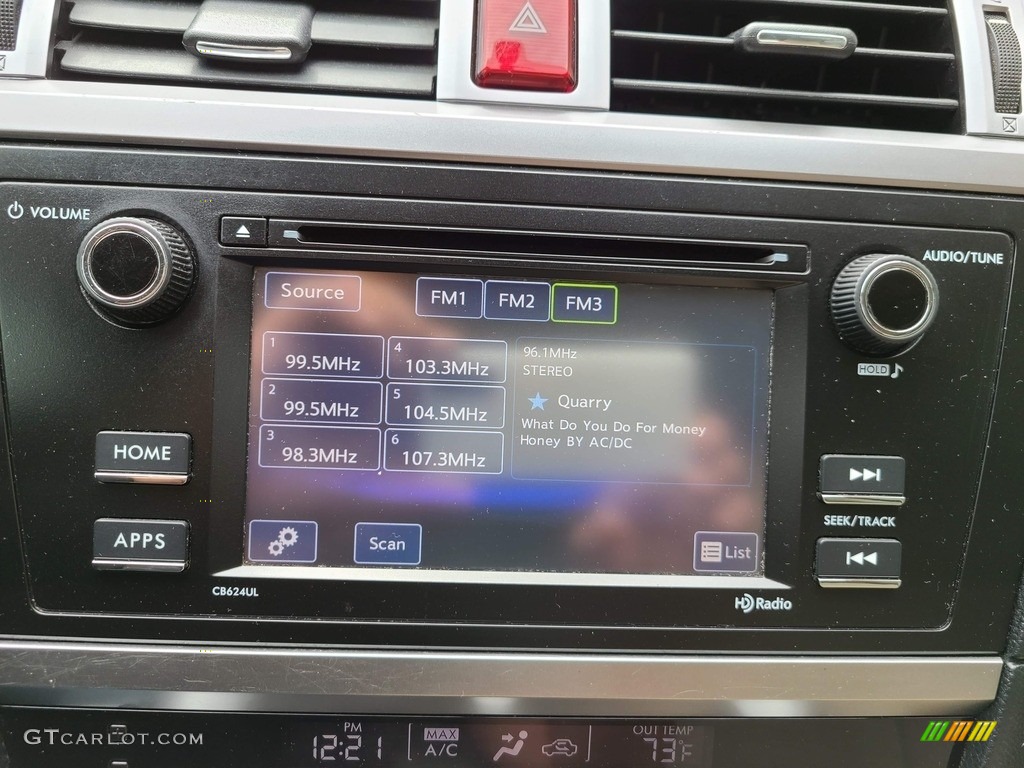 VOLUME
AUDIO/TUNE
Source
FM1 FM2 FM3
1 99.5MHz
4 103.3MHz
2 99.5MHz
5 104.5MHz
3 98.3MHz
6 107.3MHz
96.1MHz
STEREO
Quarry
What Do You Do For Money
Honey BY AC/DC
HOLD
HOME
APPS
SEEK/TRACK
Scan
List
CB624UL
HD Radio
PM
12:21
MAX
A/C
OUT TEMP
73°F
GTCARLOT.COM